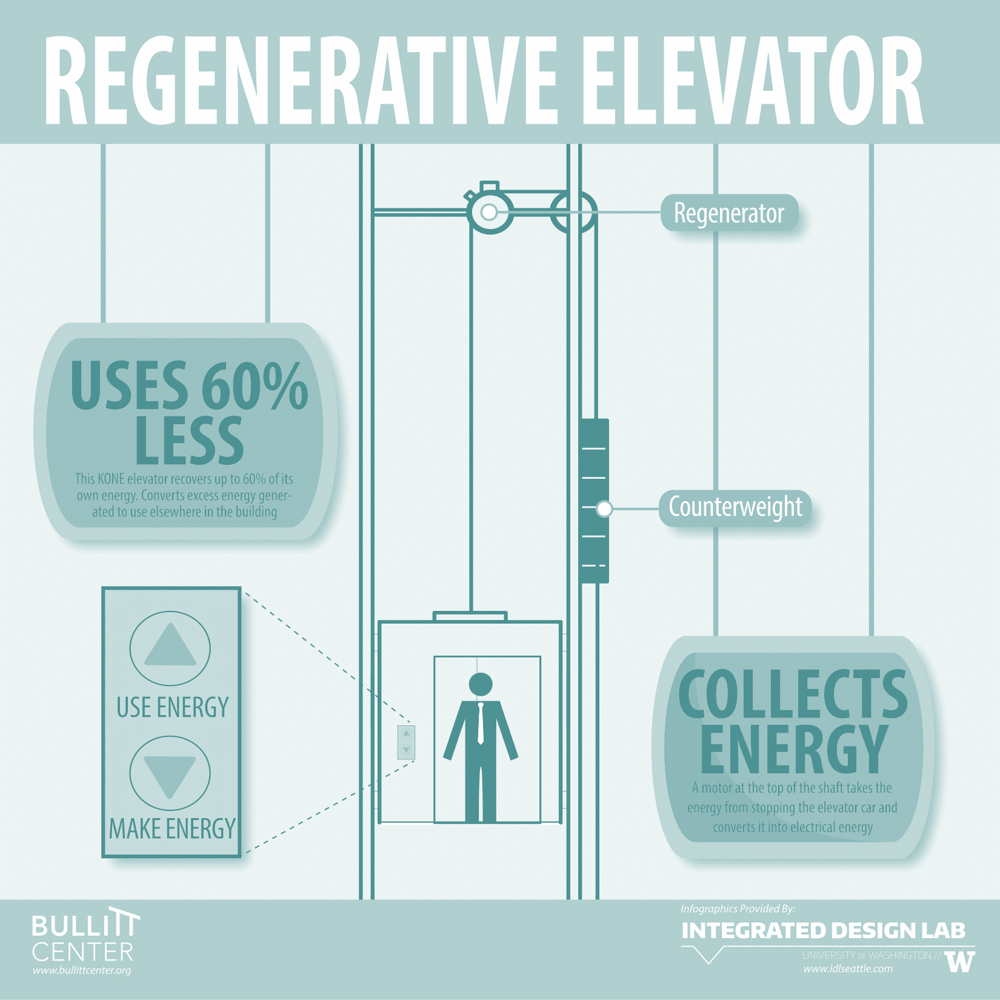 REGENERATIVE ELEVATOR
Regenerator
USES 60%
LESS
This KONE elevator recovers up to 60% of its
own energy. Converts excess energy gener-
ated to use elsewhere in the building
Counterweight
USE ENERGY
MAKE ENERGY
COLLECTS
ENERGY
A motor at the top of the shaft takes the
energy from stopping the elevator car and
converts it into electrical energy
BULLITT
CENTER
www.bullittcenter.org
Infographics Provided By:
INTEGRATED DESIGN LAB
UNIVERSITY of WASHINGTON // W
www.idlseattle.com